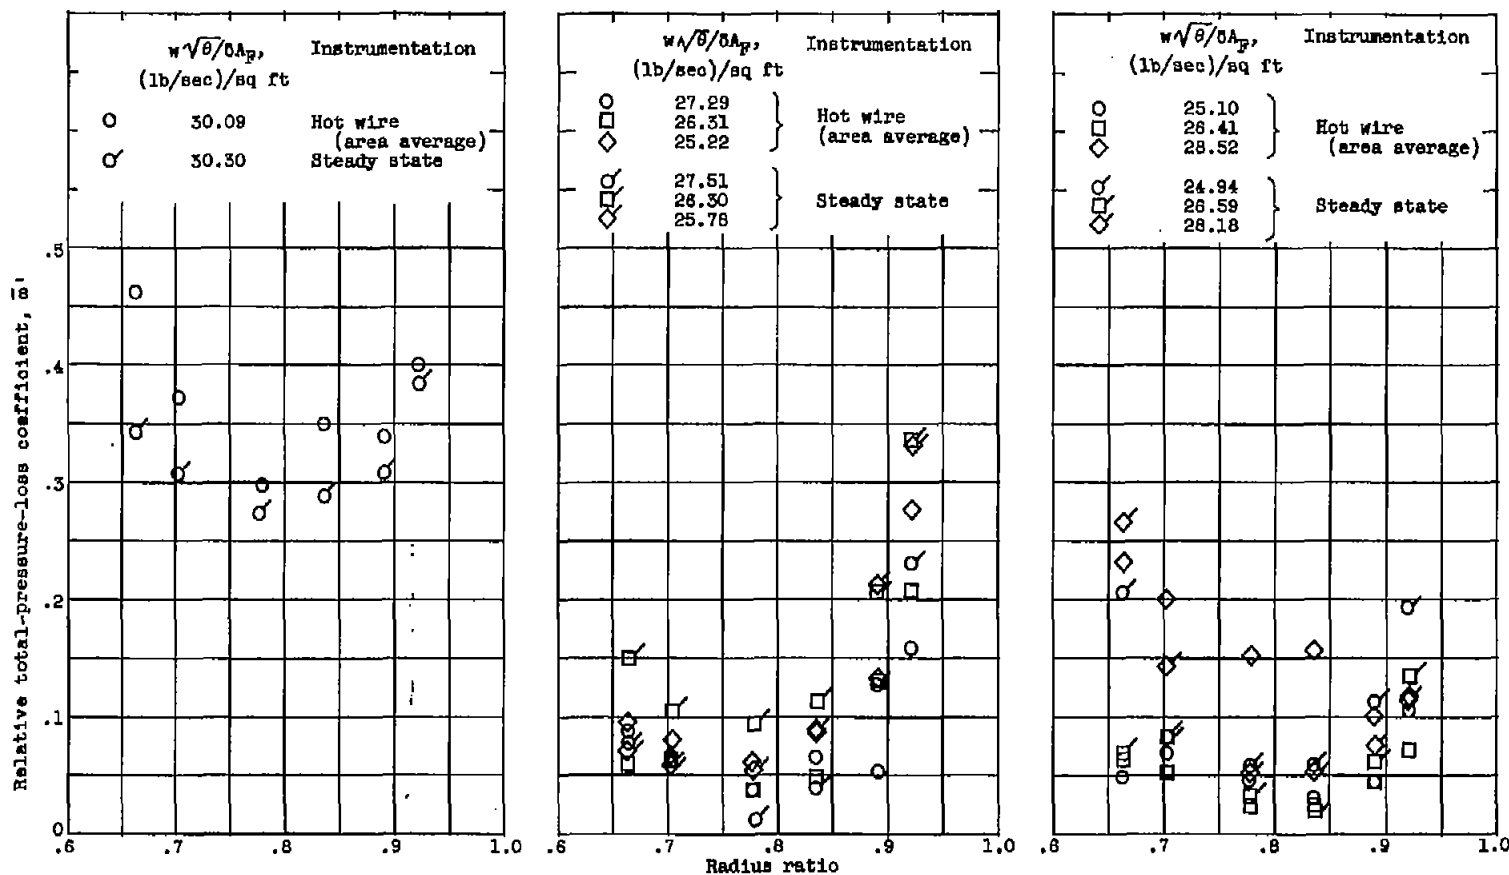 w√θ/δA_F, Instrumentation
(lb/sec)/sq ft
30.09 Hot wire
(area average)
30.30 Steady state
w√θ/δA_F, Instrumentation
(lb/sec)/sq ft
27.29
26.31 Hot wire
25.22 (area average)
27.51
26.30 Steady state
25.78
w√θ/δA_F, Instrumentation
(lb/sec)/sq ft
25.10
26.41 Hot wire
28.52 (area average)
24.94
26.59 Steady state
28.18
Relative total-pressure-loss coefficient, ω̄'
.5
.4
.3
.2
.1
0
.6 .7 .8 .9 1.0
.6 .7 .8 .9 1.0
.6 .7 .8 .9 1.0
Radius ratio